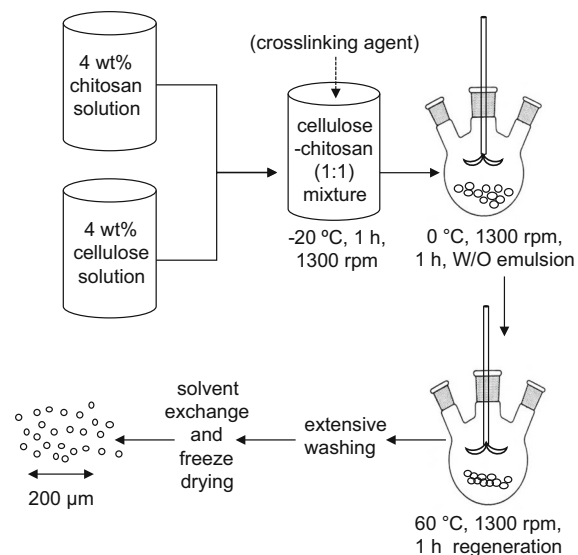 4 wt%
chitosan
solution
4 wt%
cellulose
solution
(crosslinking agent)
cellulose
-chitosan
(1:1)
mixture
-20 ºC, 1 h,
1300 rpm
0 °C, 1300 rpm,
1 h, W/O emulsion
60 °C, 1300 rpm,
1 h regeneration
extensive
washing
solvent
exchange
and
freeze
drying
200 µm